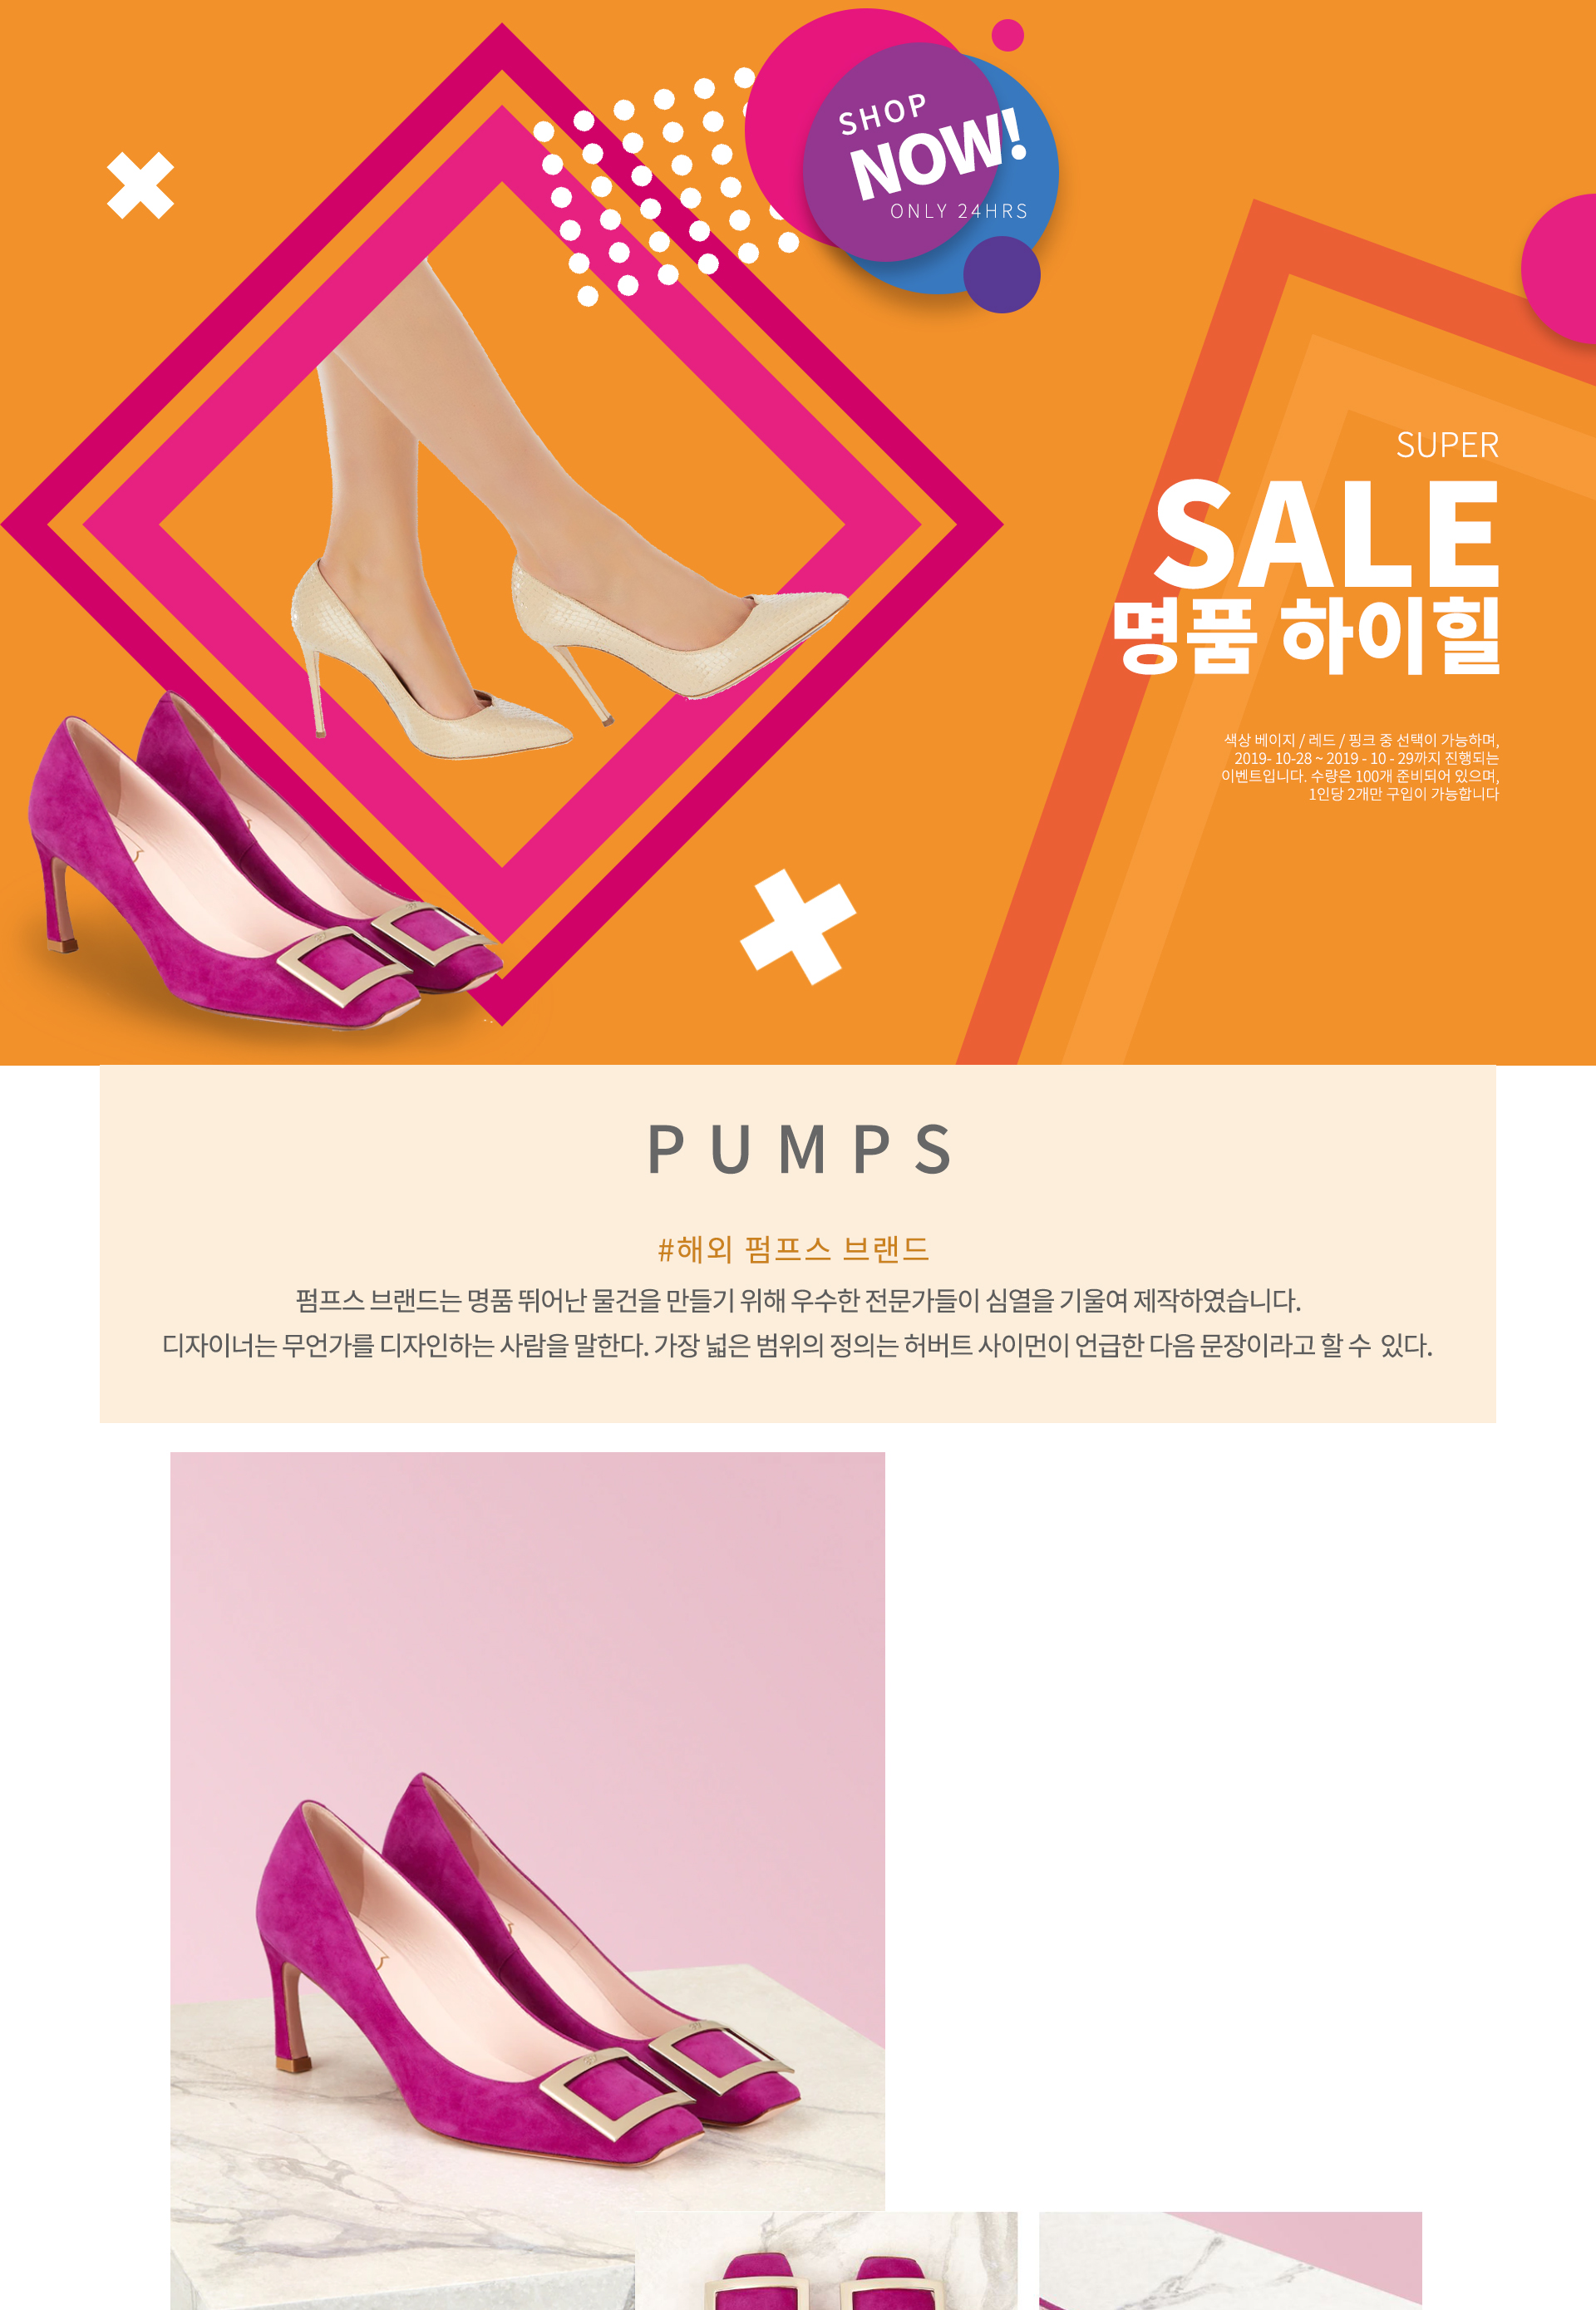 SHOP
NOW!
ONLY 24HRS
SUPER
SALE
명품 하이힐
색상 베이지 / 레드 / 핑크 중 선택이 가능하며,
2019- 10-28 ~ 2019 - 10 - 29까지 진행되는
이벤트입니다. 수량은 100개 준비되어 있으며,
1인당 2개만 구입이 가능합니다
PUMPS
#해외 펌프스 브랜드
펌프스 브랜드는 명품 뛰어난 물건을 만들기 위해 우수한 전문가들이 심열을 기울여 제작하였습니다.
디자이너는 무언가를 디자인하는 사람을 말한다. 가장 넓은 범위의 정의는 허버트 사이먼이 언급한 다음 문장이라고 할 수 있다.